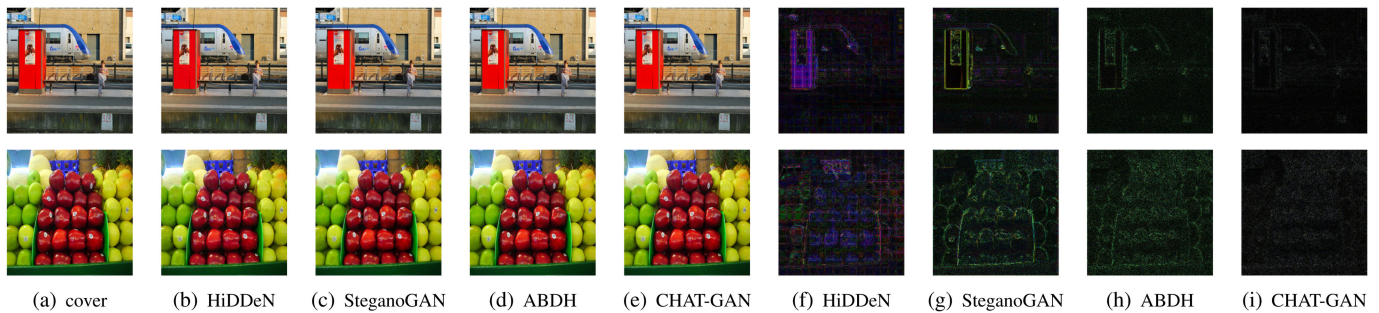 (a) cover
(b) HiDDeN
(c) SteganoGAN
(d) ABDH
(e) CHAT-GAN
(f) HiDDeN
(g) SteganoGAN
(h) ABDH
(i) CHAT-GAN